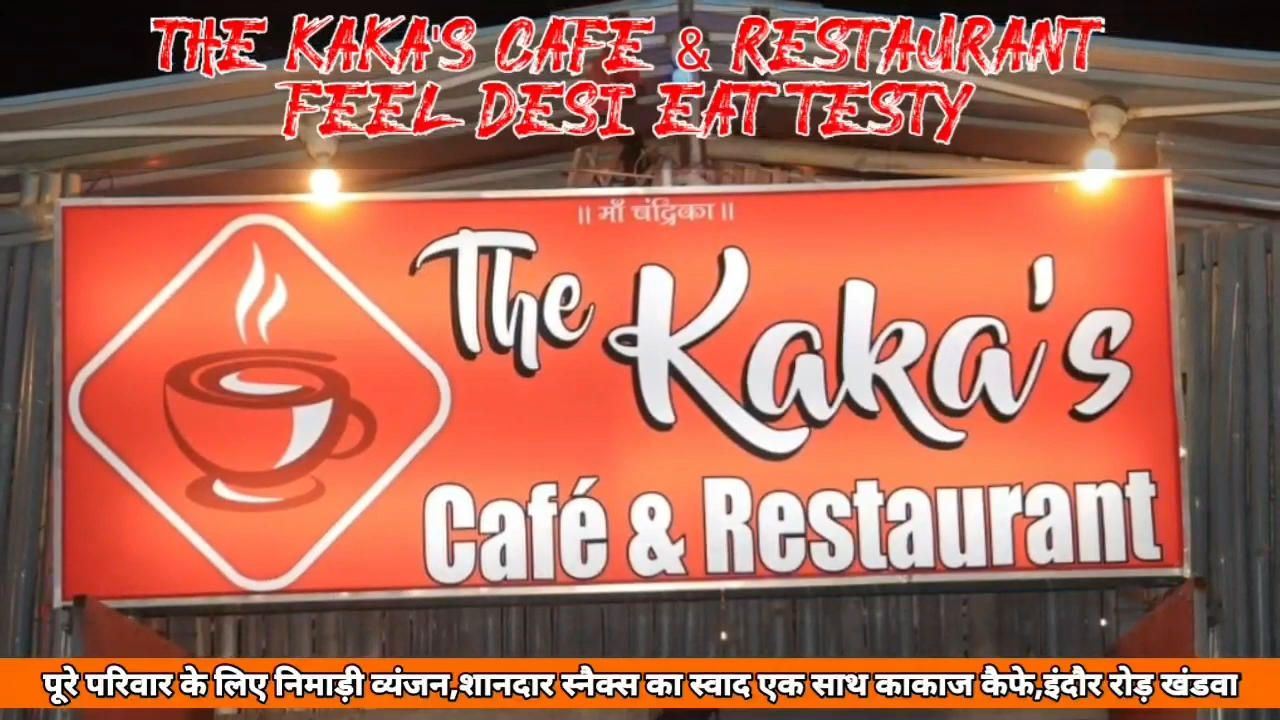 THE KAKA'S CAFE & RESTAURANT
FEEL DESI EAT TESTY
|| माँ चंद्रिका ||
The Kaka's
Café & Restaurant
पूरे परिवार के लिए निमाड़ी व्यंजन,शानदार स्नैक्स का स्वाद एक साथ काकाज कैफे,इंदौर रोड़ खंडवा